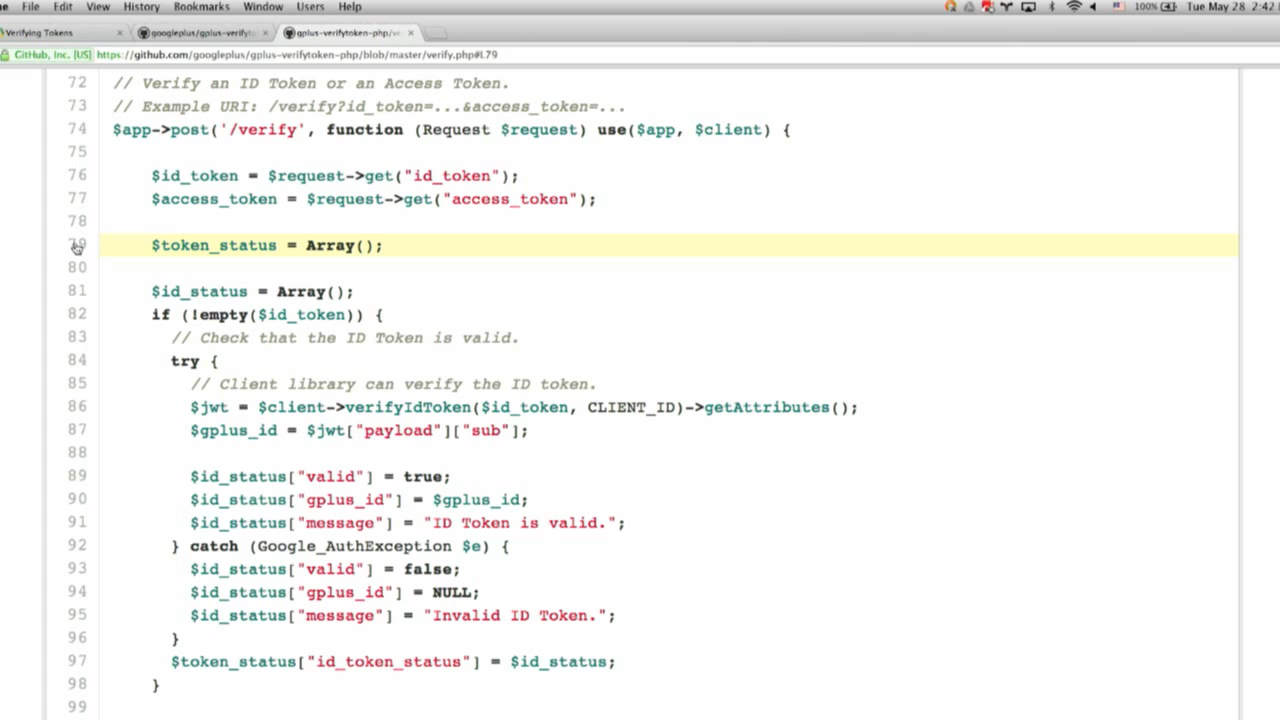 File Edit View History Bookmarks Window Users Help 100% Tue May 28 2:42
Verifying Tokens googleplus/gplus-verifyt gplus-verifytoken-php/ve
GitHub, Inc. [US] https://github.com/googleplus/gplus-verifytoken-php/blob/master/verify.php#L79
72 // Verify an ID Token or an Access Token.
73 // Example URI: /verify?id_token=...&access_token=...
74 $app->post('/verify', function (Request $request) use($app, $client) {
75
76 $id_token = $request->get("id_token");
77 $access_token = $request->get("access_token");
78
79 $token_status = Array();
80
81 $id_status = Array();
82 if (!empty($id_token)) {
83 // Check that the ID Token is valid.
84 try {
85 // Client library can verify the ID token.
86 $jwt = $client->verifyIdToken($id_token, CLIENT_ID)->getAttributes();
87 $gplus_id = $jwt["payload"]["sub"];
88
89 $id_status["valid"] = true;
90 $id_status["gplus_id"] = $gplus_id;
91 $id_status["message"] = "ID Token is valid.";
92 } catch (Google_AuthException $e) {
93 $id_status["valid"] = false;
94 $id_status["gplus_id"] = NULL;
95 $id_status["message"] = "Invalid ID Token.";
96 }
97 $token_status["id_token_status"] = $id_status;
98 }
99